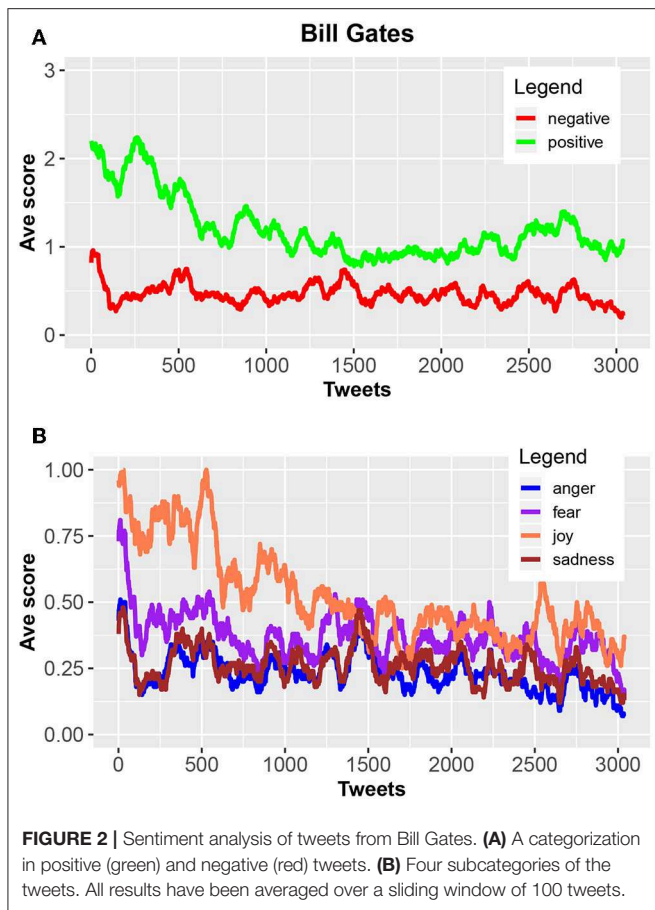 A
Bill Gates
3
2
1
0
Ave score
Legend
negative
positive
0 500 1000 1500 2000 2500 3000
Tweets
B
1.00
0.75
0.50
0.25
0.00
Ave score
Legend
anger
fear
joy
sadness
0 500 1000 1500 2000 2500 3000
Tweets
FIGURE 2 | Sentiment analysis of tweets from Bill Gates. (A) A categorization
in positive (green) and negative (red) tweets. (B) Four subcategories of the
tweets. All results have been averaged over a sliding window of 100 tweets.